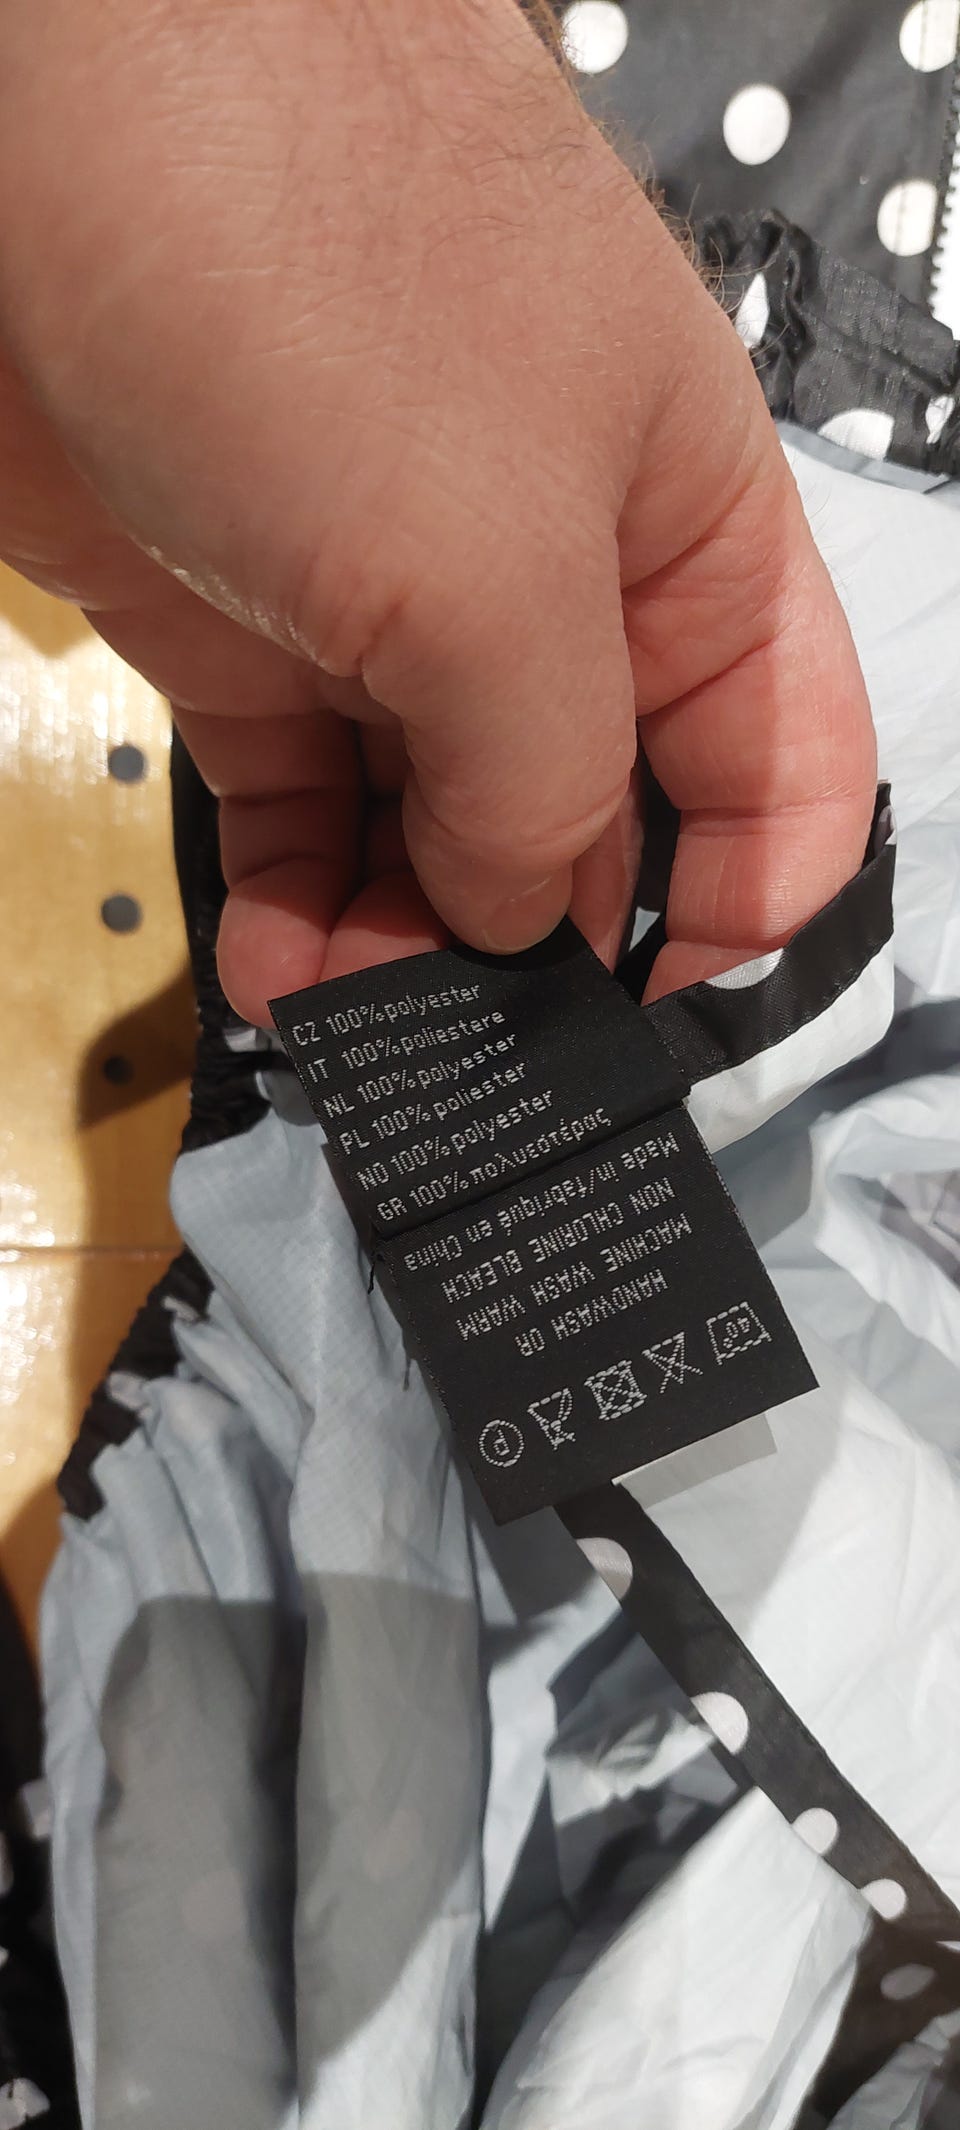 CZ 100% polyester
IT 100% poliestere
NL 100% polyester
PL 100% poliester
NO 100% polyester
GR 100% πολυεστέρας
HANDWASH OR
MACHINE WASH WARM
NON CHLORINE BLEACH
Made in/fabriqué en China
P